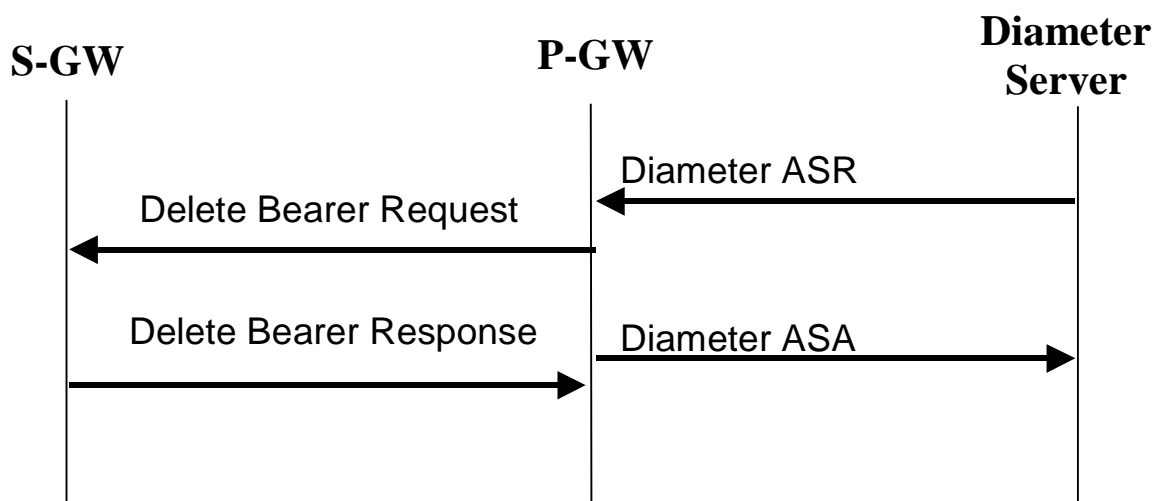 S-GW
P-GW
Diameter
Server
Diameter ASR
Delete Bearer Request
Delete Bearer Response
Diameter ASA